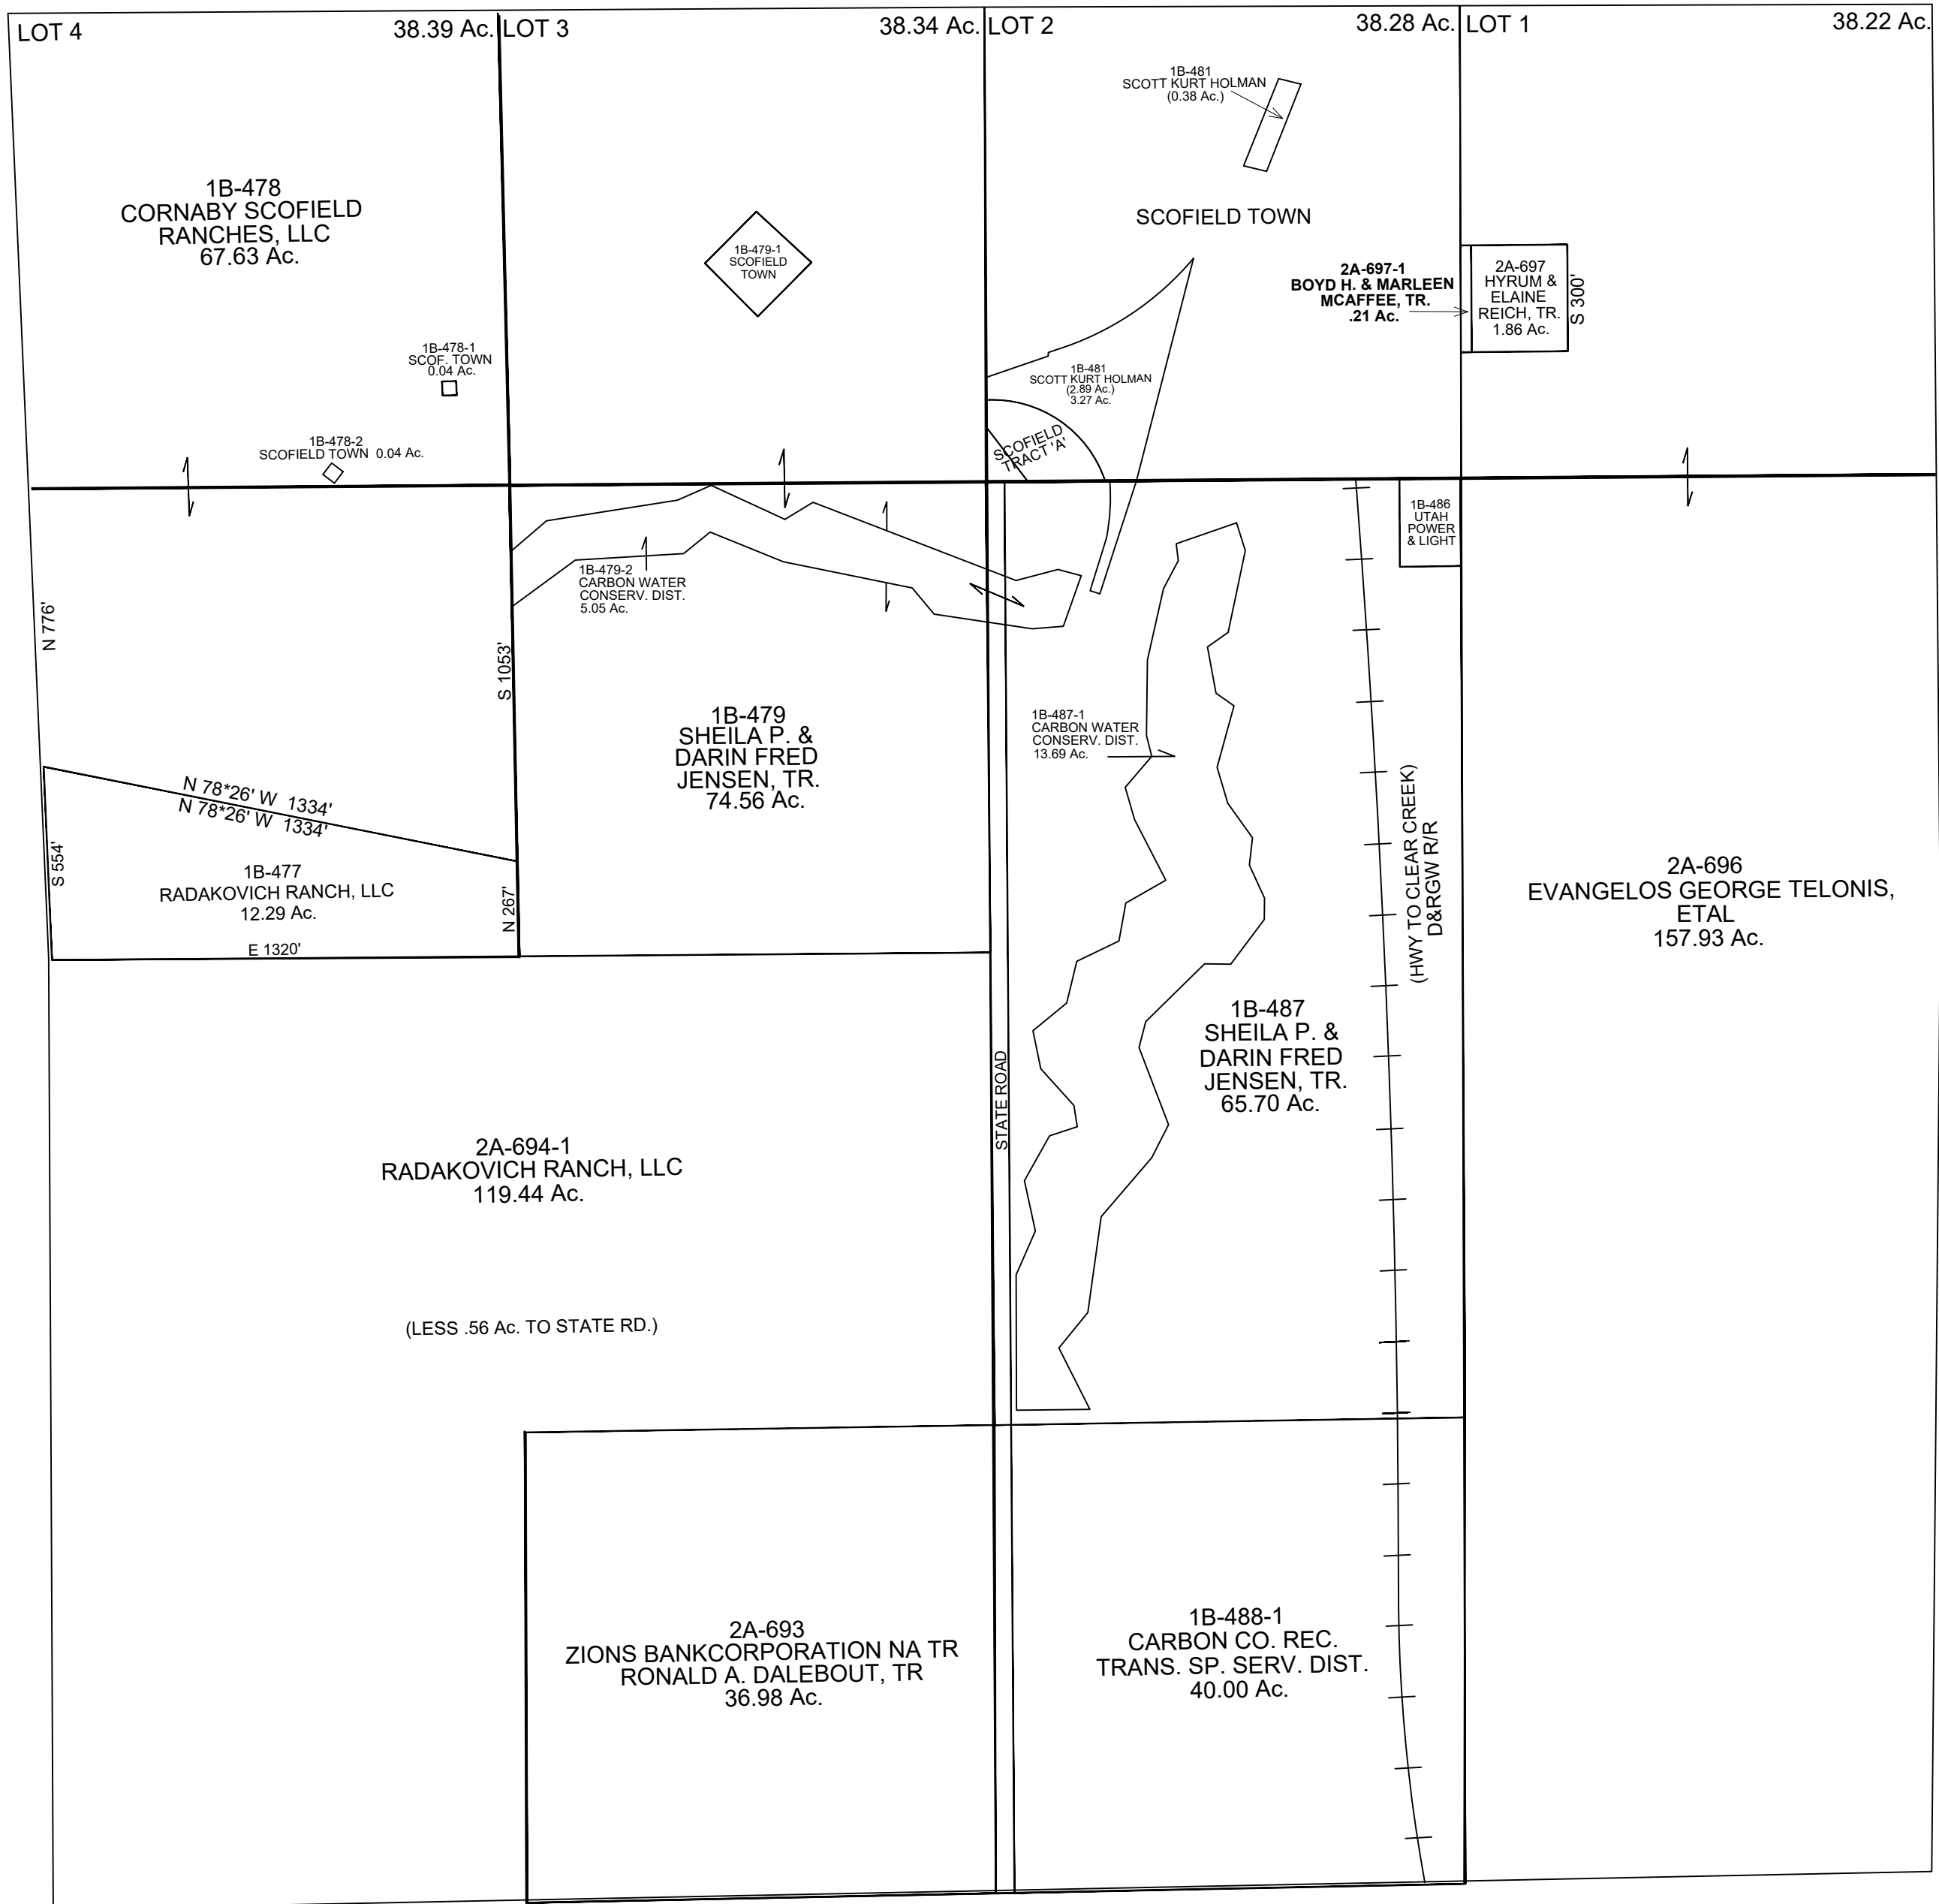 LOT 4
38.39 Ac.
LOT 3
38.34 Ac.
LOT 2
38.28 Ac.
LOT 1
38.22 Ac.
1B-481
SCOTT KURT HOLMAN
(0.38 Ac.)
1B-478
CORNABY SCOFIELD
RANCHES, LLC
67.63 Ac.
1B-479-1
SCOFIELD
TOWN
SCOFIELD TOWN
2A-697-1
BOYD H. & MARLEEN
MCAFFEE, TR.
.21 Ac.
2A-697
HYRUM &
ELAINE
REICH, TR.
1.86 Ac.
S 300'
1B-478-1
SCOF. TOWN
0.04 Ac.
1B-481
SCOTT KURT HOLMAN
(2.89 Ac.)
3.27 Ac.
1B-478-2
SCOFIELD TOWN 0.04 Ac.
SCOFIELD
TRACT 'A'
1B-486
UTAH
POWER
& LIGHT
1B-479-2
CARBON WATER
CONSERV. DIST.
5.05 Ac.
N 776'
S 1053'
1B-479
SHEILA P. &
DARIN FRED
JENSEN, TR.
74.56 Ac.
1B-487-1
CARBON WATER
CONSERV. DIST.
13.69 Ac.
N 78*26' W 1334'
N 78*26' W 1334'
S 554'
1B-477
RADAKOVICH RANCH, LLC
12.29 Ac.
N 267'
E 1320'
(HWY TO CLEAR CREEK)
D&RGW R/R
2A-696
EVANGELOS GEORGE TELONIS,
ETAL
157.93 Ac.
1B-487
SHEILA P. &
DARIN FRED
JENSEN, TR.
65.70 Ac.
STATE ROAD
2A-694-1
RADAKOVICH RANCH, LLC
119.44 Ac.
(LESS .56 Ac. TO STATE RD.)
2A-693
ZIONS BANKCORPORATION NA TR
RONALD A. DALEBOUT, TR
36.98 Ac.
1B-488-1
CARBON CO. REC.
TRANS. SP. SERV. DIST.
40.00 Ac.